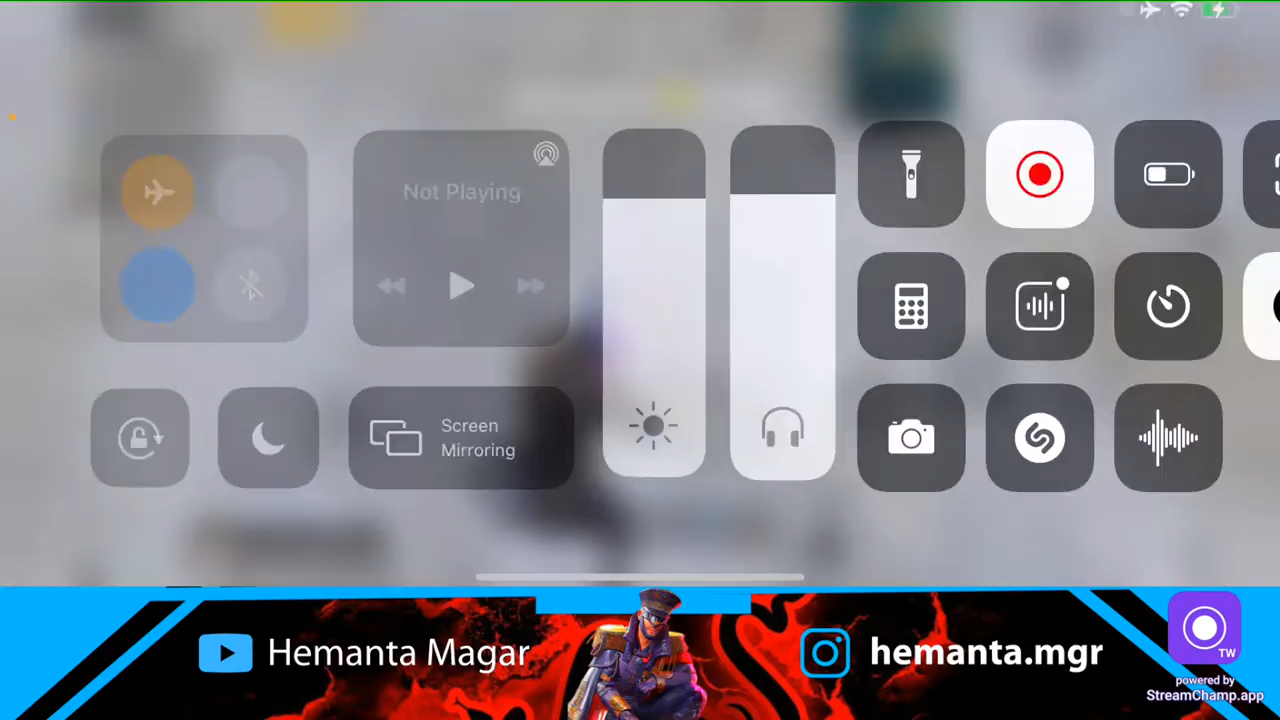 Not Playing
Screen
Mirroring
Hemanta Magar
hemanta.mgr
TW
powered by
StreamChamp.app